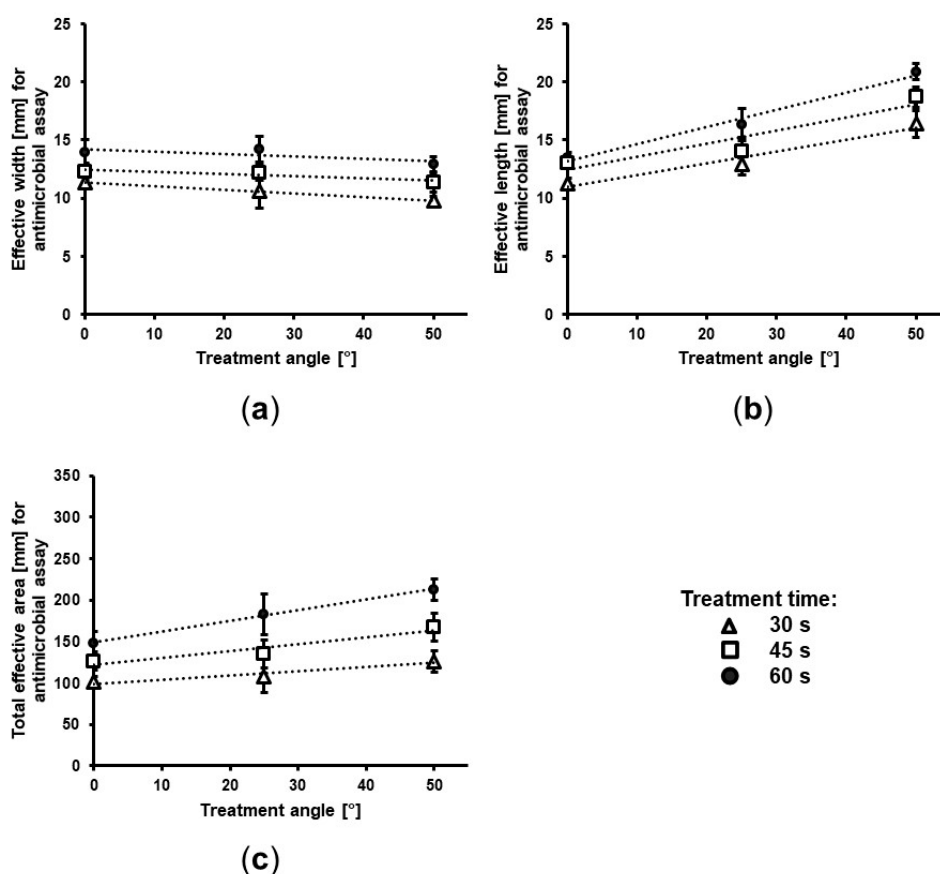 25
20
15
10
5
0
Effective width [mm] for
antimicrobial assay
0 10 20 30 40 50
Treatment angle [°]
(a)
25
20
15
10
5
0
Effective length [mm] for
antimicrobial assay
0 10 20 30 40 50
Treatment angle [°]
(b)
350
300
250
200
150
100
50
0
Total effective area [mm] for
antimicrobial assay
0 10 20 30 40 50
Treatment angle [°]
(c)
Treatment time:
30 s
45 s
60 s